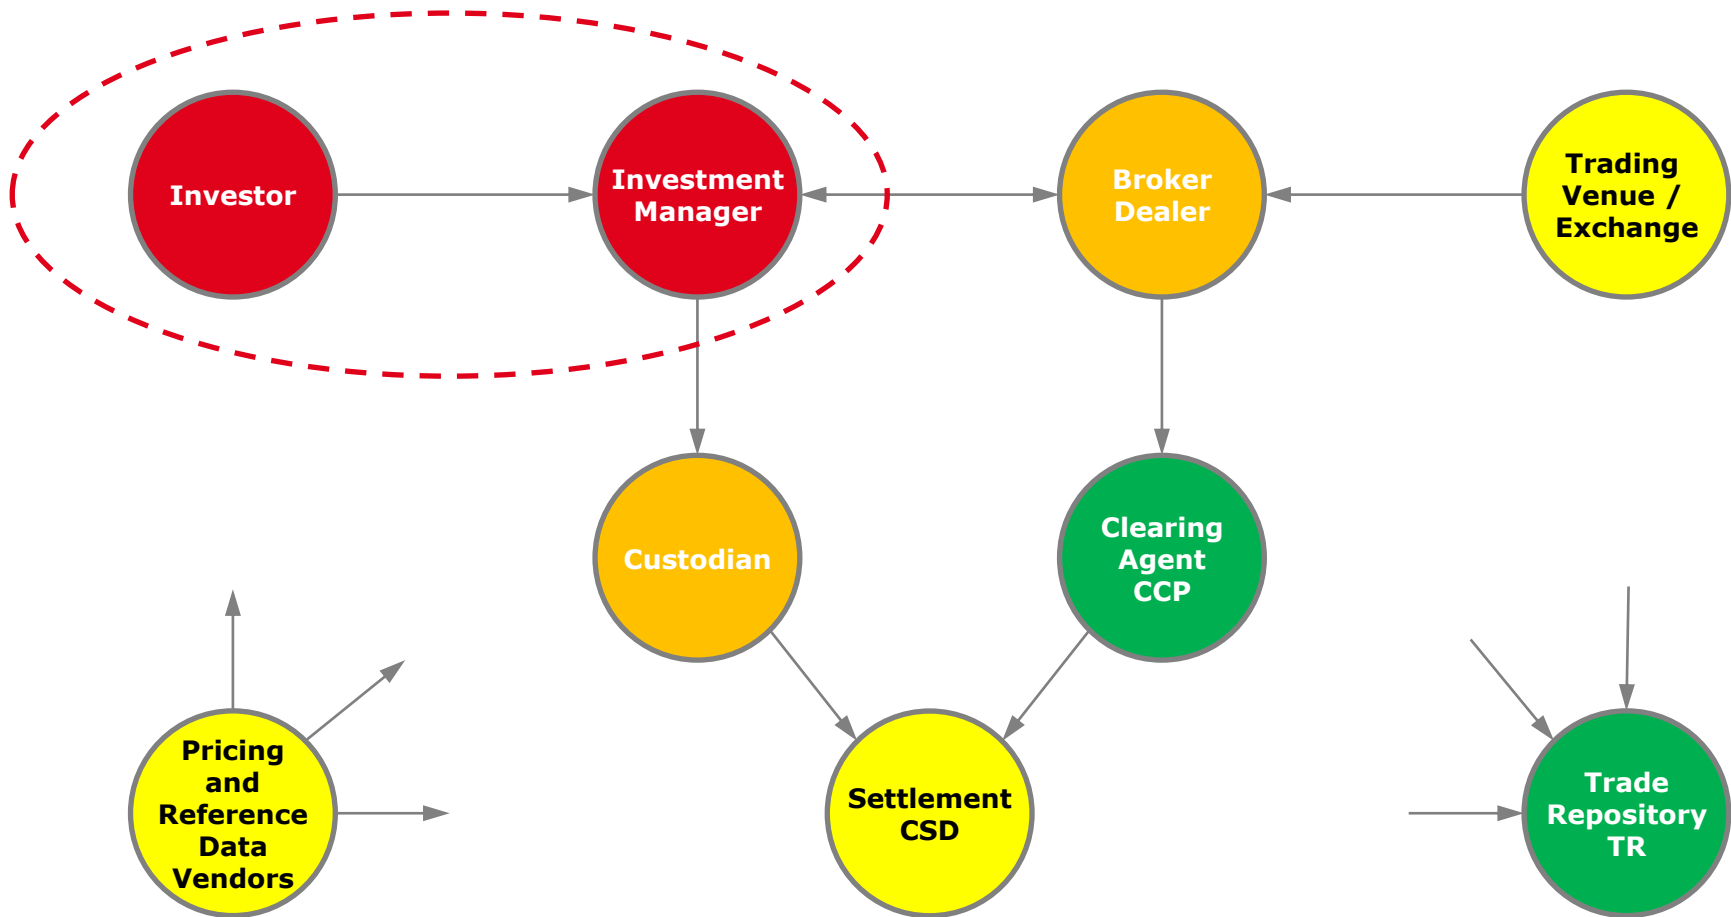 Investor
Investment
Manager
Broker
Dealer
Trading
Venue /
Exchange
Custodian
Clearing
Agent
CCP
Pricing
and
Reference
Data
Vendors
Settlement
CSD
Trade
Repository
TR